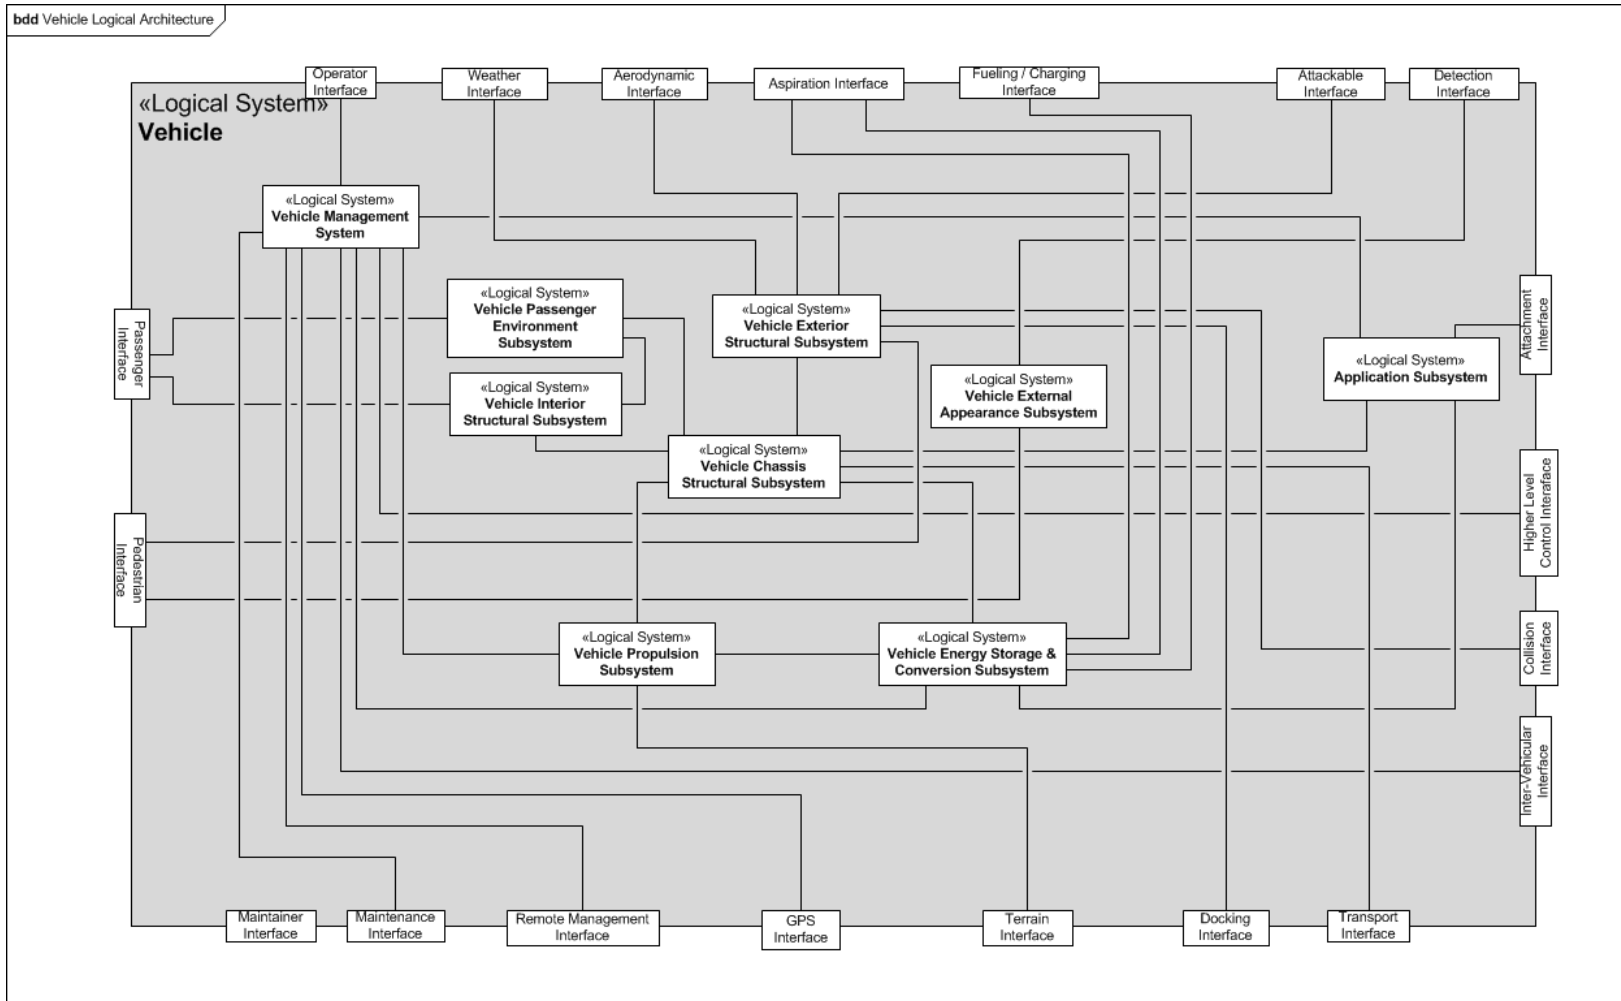 bdd Vehicle Logical Architecture
Operator
Interface
Weather
Interface
Aerodynamic
Interface
Aspiration Interface
Fueling / Charging
Interface
Attackable
Interface
Detection
Interface
«Logical System»
Vehicle
«Logical System»
Vehicle Management
System
Passenger
Interface
«Logical System»
Vehicle Passenger
Environment
Subsystem
«Logical System»
Vehicle Exterior
Structural Subsystem
Attachment
Interface
«Logical System»
Application Subsystem
«Logical System»
Vehicle Interior
Structural Subsystem
«Logical System»
Vehicle External
Appearance Subsystem
«Logical System»
Vehicle Chassis
Structural Subsystem
Higher Level
Control Interaface
Pedestrian
Interface
«Logical System»
Vehicle Propulsion
Subsystem
«Logical System»
Vehicle Energy Storage &
Conversion Subsystem
Collision
Interface
Inter-Vehicular
Interface
Maintainer
Interface
Maintenance
Interface
Remote Management
Interface
GPS
Interface
Terrain
Interface
Docking
Interface
Transport
Interface